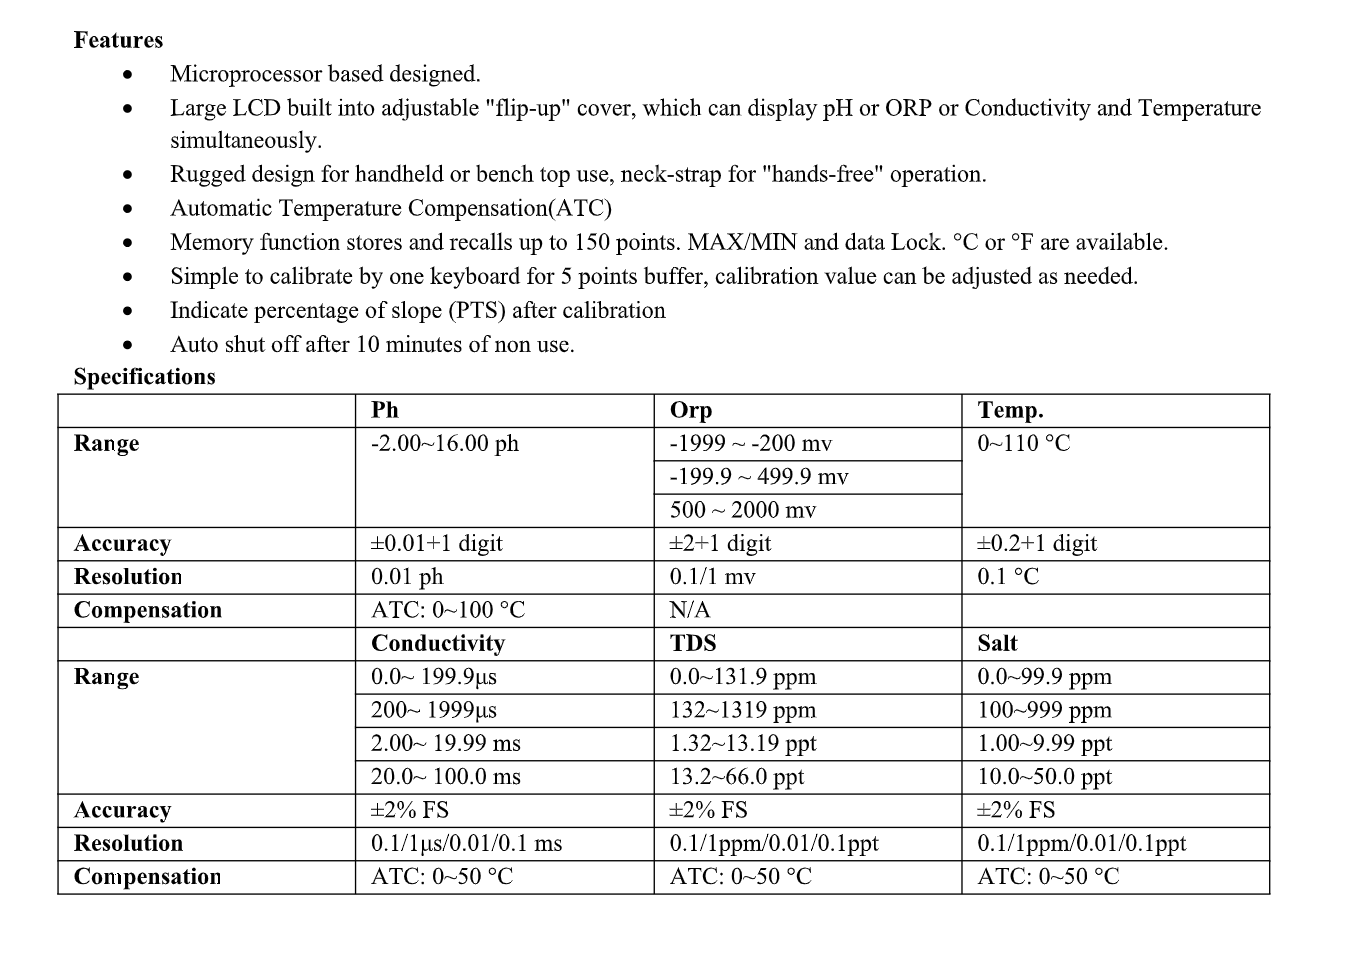 Features
• Microprocessor based designed.
• Large LCD built into adjustable "flip-up" cover, which can display pH or ORP or Conductivity and Temperature
simultaneously.
• Rugged design for handheld or bench top use, neck-strap for "hands-free" operation.
• Automatic Temperature Compensation(ATC)
• Memory function stores and recalls up to 150 points. MAX/MIN and data Lock. °C or °F are available.
• Simple to calibrate by one keyboard for 5 points buffer, calibration value can be adjusted as needed.
• Indicate percentage of slope (PTS) after calibration
• Auto shut off after 10 minutes of non use.
Specifications
Ph Orp Temp.
Range -2.00~16.00 ph -1999 ~ -200 mv 0~110 °C
-199.9 ~ 499.9 mv
500 ~ 2000 mv
Accuracy ±0.01+1 digit ±2+1 digit ±0.2+1 digit
Resolution 0.01 ph 0.1/1 mv 0.1 °C
Compensation ATC: 0~100 °C N/A
Conductivity TDS Salt
Range 0.0~ 199.9µs 0.0~131.9 ppm 0.0~99.9 ppm
200~ 1999µs 132~1319 ppm 100~999 ppm
2.00~ 19.99 ms 1.32~13.19 ppt 1.00~9.99 ppt
20.0~ 100.0 ms 13.2~66.0 ppt 10.0~50.0 ppt
Accuracy ±2% FS ±2% FS ±2% FS
Resolution 0.1/1µs/0.01/0.1 ms 0.1/1ppm/0.01/0.1ppt 0.1/1ppm/0.01/0.1ppt
Compensation ATC: 0~50 °C ATC: 0~50 °C ATC: 0~50 °C